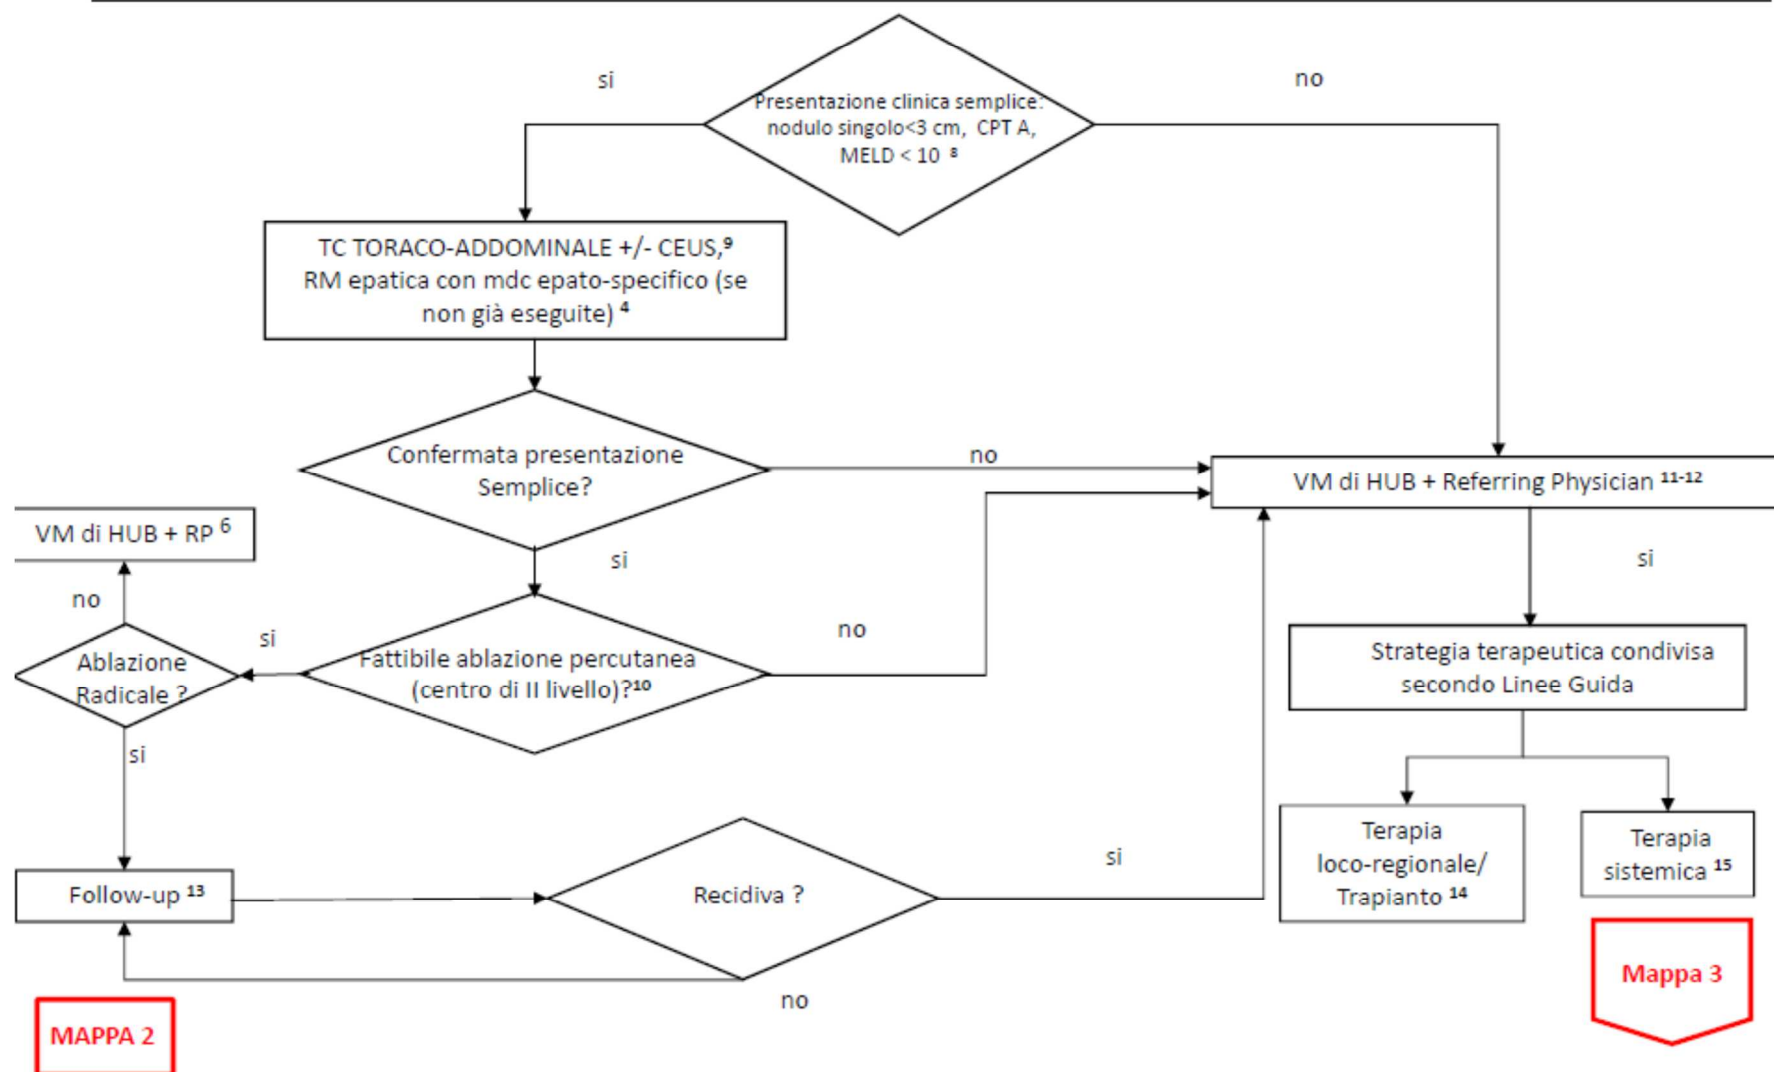 si
no
Presentazione clinica semplice:
nodulo singolo<3 cm, CPT A,
MELD < 10 ⁸
TC TORACO-ADDOMINALE +/- CEUS,⁹
RM epatica con mdc epato-specifico (se
non già eseguite) ⁴
Confermata presentazione
Semplice?
no
VM di HUB + Referring Physician ¹¹⁻¹²
VM di HUB + RP ⁶
si
si
no
si
no
Ablazione
Radicale ?
Fattibile ablazione percutanea
(centro di II livello)?¹⁰
Strategia terapeutica condivisa
secondo Linee Guida
si
Follow-up ¹³
Recidiva ?
si
Terapia
loco-regionale/
Trapianto ¹⁴
Terapia
sistemica ¹⁵
no
MAPPA 2
Mappa 3